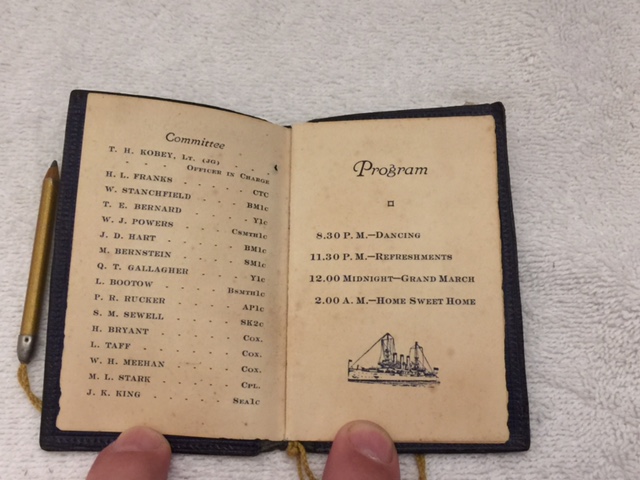 Committee
T. H. KOBEY, LT. (JG)
OFFICER IN CHARGE
H. L. FRANKS - CTC
W. STANCHFIELD - BM1c
T. E. BERNARD - Y1c
W. J. POWERS - CSMTH1c
J. D. HART - BM1c
M. BERNSTEIN - SM1c
Q. T. GALLAGHER - Y1c
L. BOOTOW - BSMTH1c
P. R. RUCKER - AP1c
S. M. SEWELL - SK2c
H. BRYANT - COX.
L. TAFF - COX.
W. H. MEEHAN - COX.
M. L. STARK - CPL.
J. K. KING - SEA1c
Program
8.30 P. M.—DANCING
11.30 P. M.—REFRESHMENTS
12.00 MIDNIGHT—GRAND MARCH
2.00 A. M.—HOME SWEET HOME